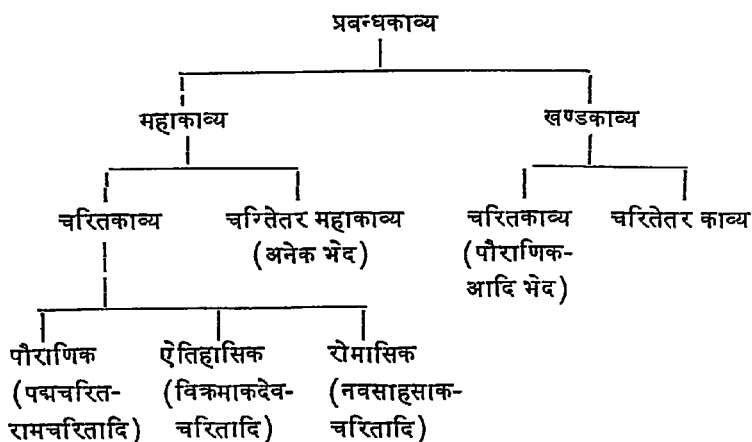 प्रबन्धकाव्य
महाकाव्य खण्डकाव्य
चरितकाव्य चग्तेितर महाकाव्य चरितकाव्य चरितेतर काव्य
(अनेक भेद) (पौराणिक-
आदि भेद)
पौराणिक ऐतिहासिक रोमासिक
(पद्मचरित- (विक्रमाकदेव- (नवसाहसाक-
रामचरितादि) चरितादि) चरितादि)